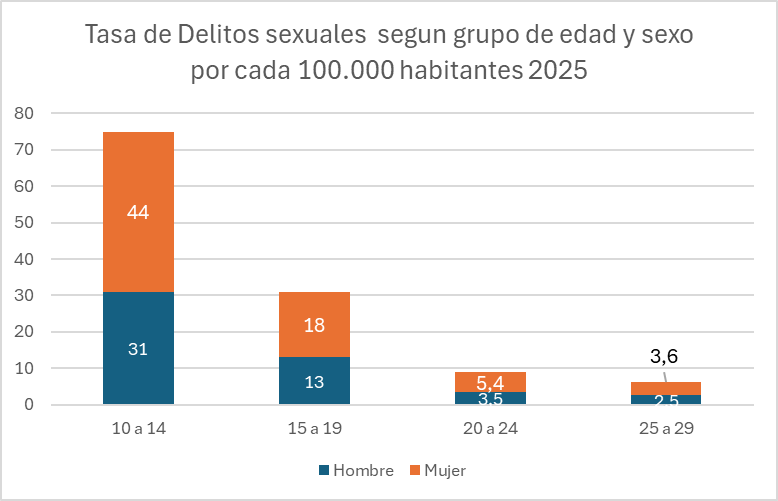 Tasa de Delitos sexuales segun grupo de edad y sexo
por cada 100.000 habitantes 2025
80
70
60
50
40
30
20
10
0
44
31
18
13
5,4
3,5
3,6
2,5
10 a 14
15 a 19
20 a 24
25 a 29
Hombre
Mujer